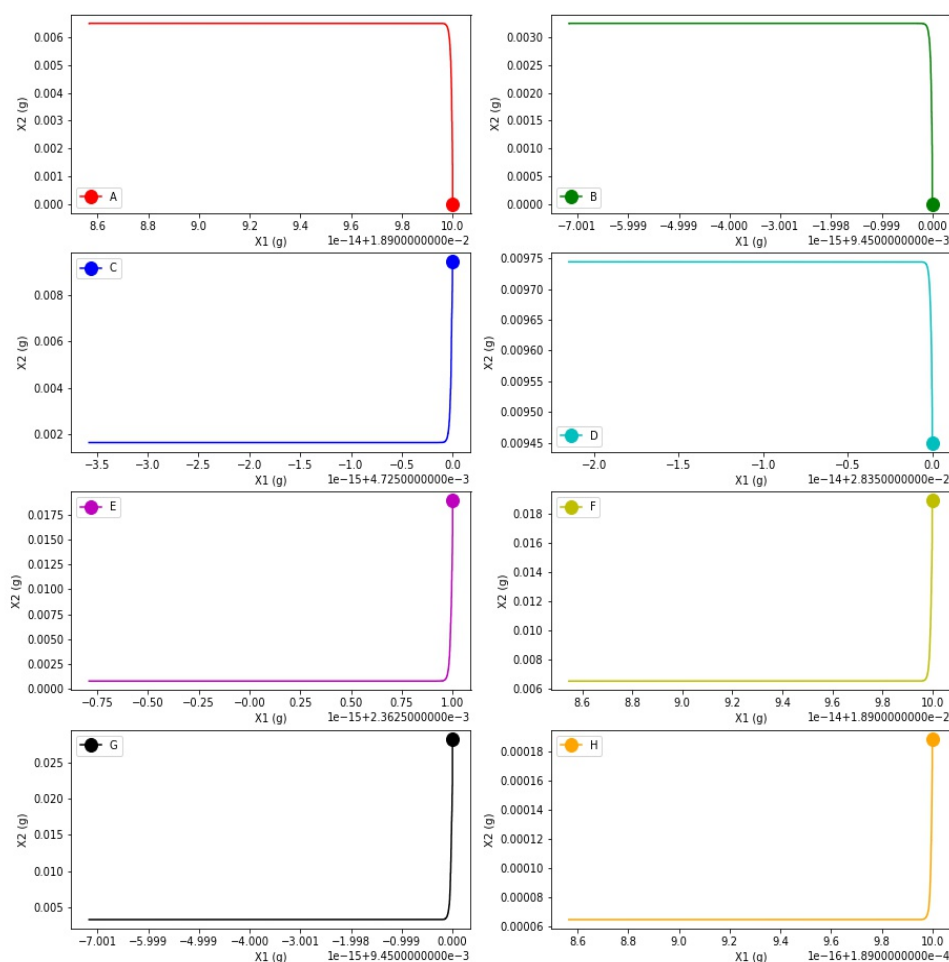 0.006
0.005
0.004
0.003
0.002
0.001
0.000
X2 (g)
A
8.6 8.8 9.0 9.2 9.4 9.6 9.8 10.0
X1 (g)
1e−14+1.8900000000e−2
0.0030
0.0025
0.0020
0.0015
0.0010
0.0005
0.0000
X2 (g)
B
−7.001 −5.999 −4.999 −4.000 −3.001 −1.998 −0.999 0.000
X1 (g)
1e−15+9.4500000000e−3
C
0.008
0.006
0.004
0.002
X2 (g)
−3.5 −3.0 −2.5 −2.0 −1.5 −1.0 −0.5 0.0
X1 (g)
1e−15+4.7250000000e−3
0.00975
0.00970
0.00965
0.00960
0.00955
0.00950
0.00945
X2 (g)
D
−2.0 −1.5 −1.0 −0.5 0.0
X1 (g)
1e−14+2.8350000000e−2
E
0.0175
0.0150
0.0125
0.0100
0.0075
0.0050
0.0025
0.0000
X2 (g)
−0.75 −0.50 −0.25 0.00 0.25 0.50 0.75 1.00
X1 (g)
1e−15+2.3625000000e−3
F
0.018
0.016
0.014
0.012
0.010
0.008
0.006
X2 (g)
8.6 8.8 9.0 9.2 9.4 9.6 9.8 10.0
X1 (g)
1e−14+1.8900000000e−2
G
0.025
0.020
0.015
0.010
0.005
X2 (g)
−7.001 −5.999 −4.999 −4.000 −3.001 −1.998 −0.999 0.000
X1 (g)
1e−15+9.4500000000e−3
H
0.00018
0.00016
0.00014
0.00012
0.00010
0.00008
0.00006
X2 (g)
8.6 8.8 9.0 9.2 9.4 9.6 9.8 10.0
X1 (g)
1e−16+1.8900000000e−4